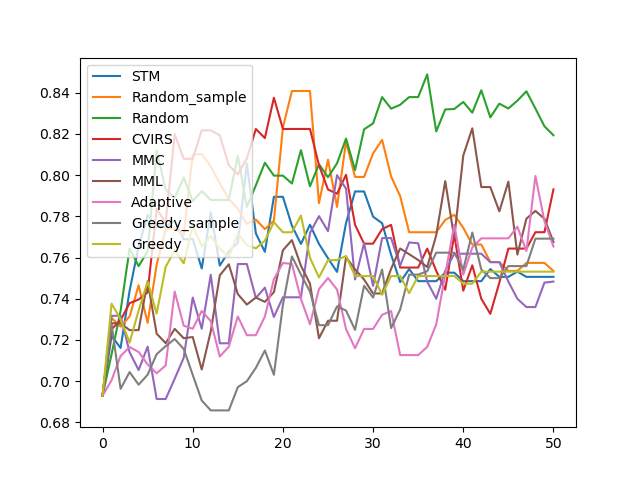 0.84
0.82
0.80
0.78
0.76
0.74
0.72
0.70
0.68
STM
Random_sample
Random
CVIRS
MMC
MML
Adaptive
Greedy_sample
Greedy
0 10 20 30 40 50